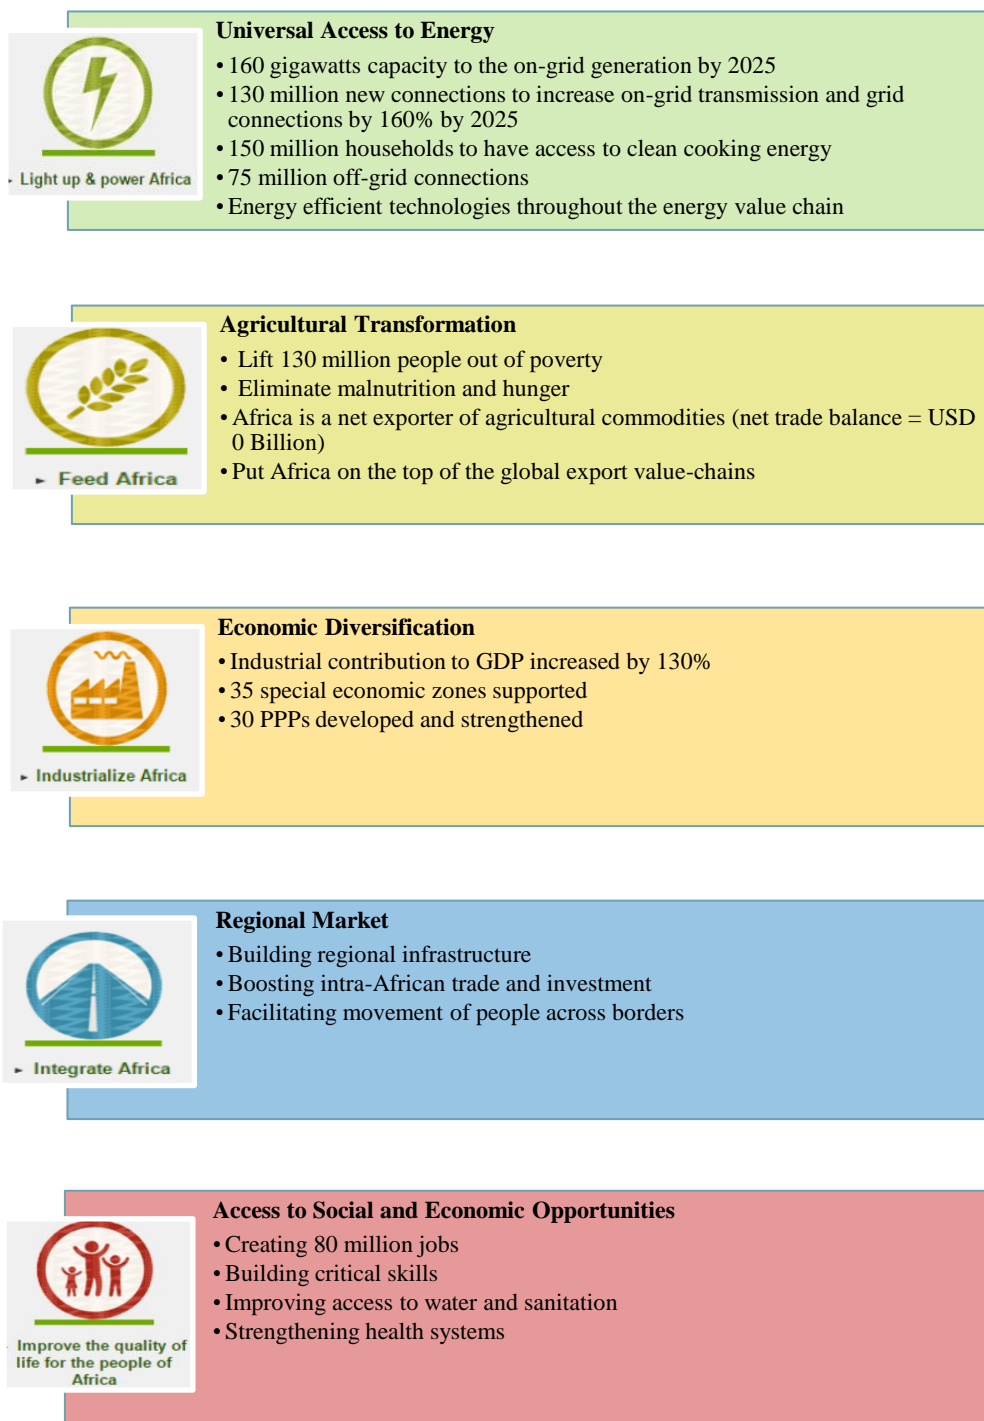 Universal Access to Energy
• 160 gigawatts capacity to the on-grid generation by 2025
• 130 million new connections to increase on-grid transmission and grid
connections by 160% by 2025
• 150 million households to have access to clean cooking energy
• 75 million off-grid connections
• Energy efficient technologies throughout the energy value chain
► Light up & power Africa
Agricultural Transformation
• Lift 130 million people out of poverty
• Eliminate malnutrition and hunger
• Africa is a net exporter of agricultural commodities (net trade balance = USD
0 Billion)
• Put Africa on the top of the global export value-chains
► Feed Africa
Economic Diversification
• Industrial contribution to GDP increased by 130%
• 35 special economic zones supported
• 30 PPPs developed and strengthened
► Industrialize Africa
Regional Market
• Building regional infrastructure
• Boosting intra-African trade and investment
• Facilitating movement of people across borders
► Integrate Africa
Access to Social and Economic Opportunities
• Creating 80 million jobs
• Building critical skills
• Improving access to water and sanitation
• Strengthening health systems
Improve the quality of
life for the people of
Africa